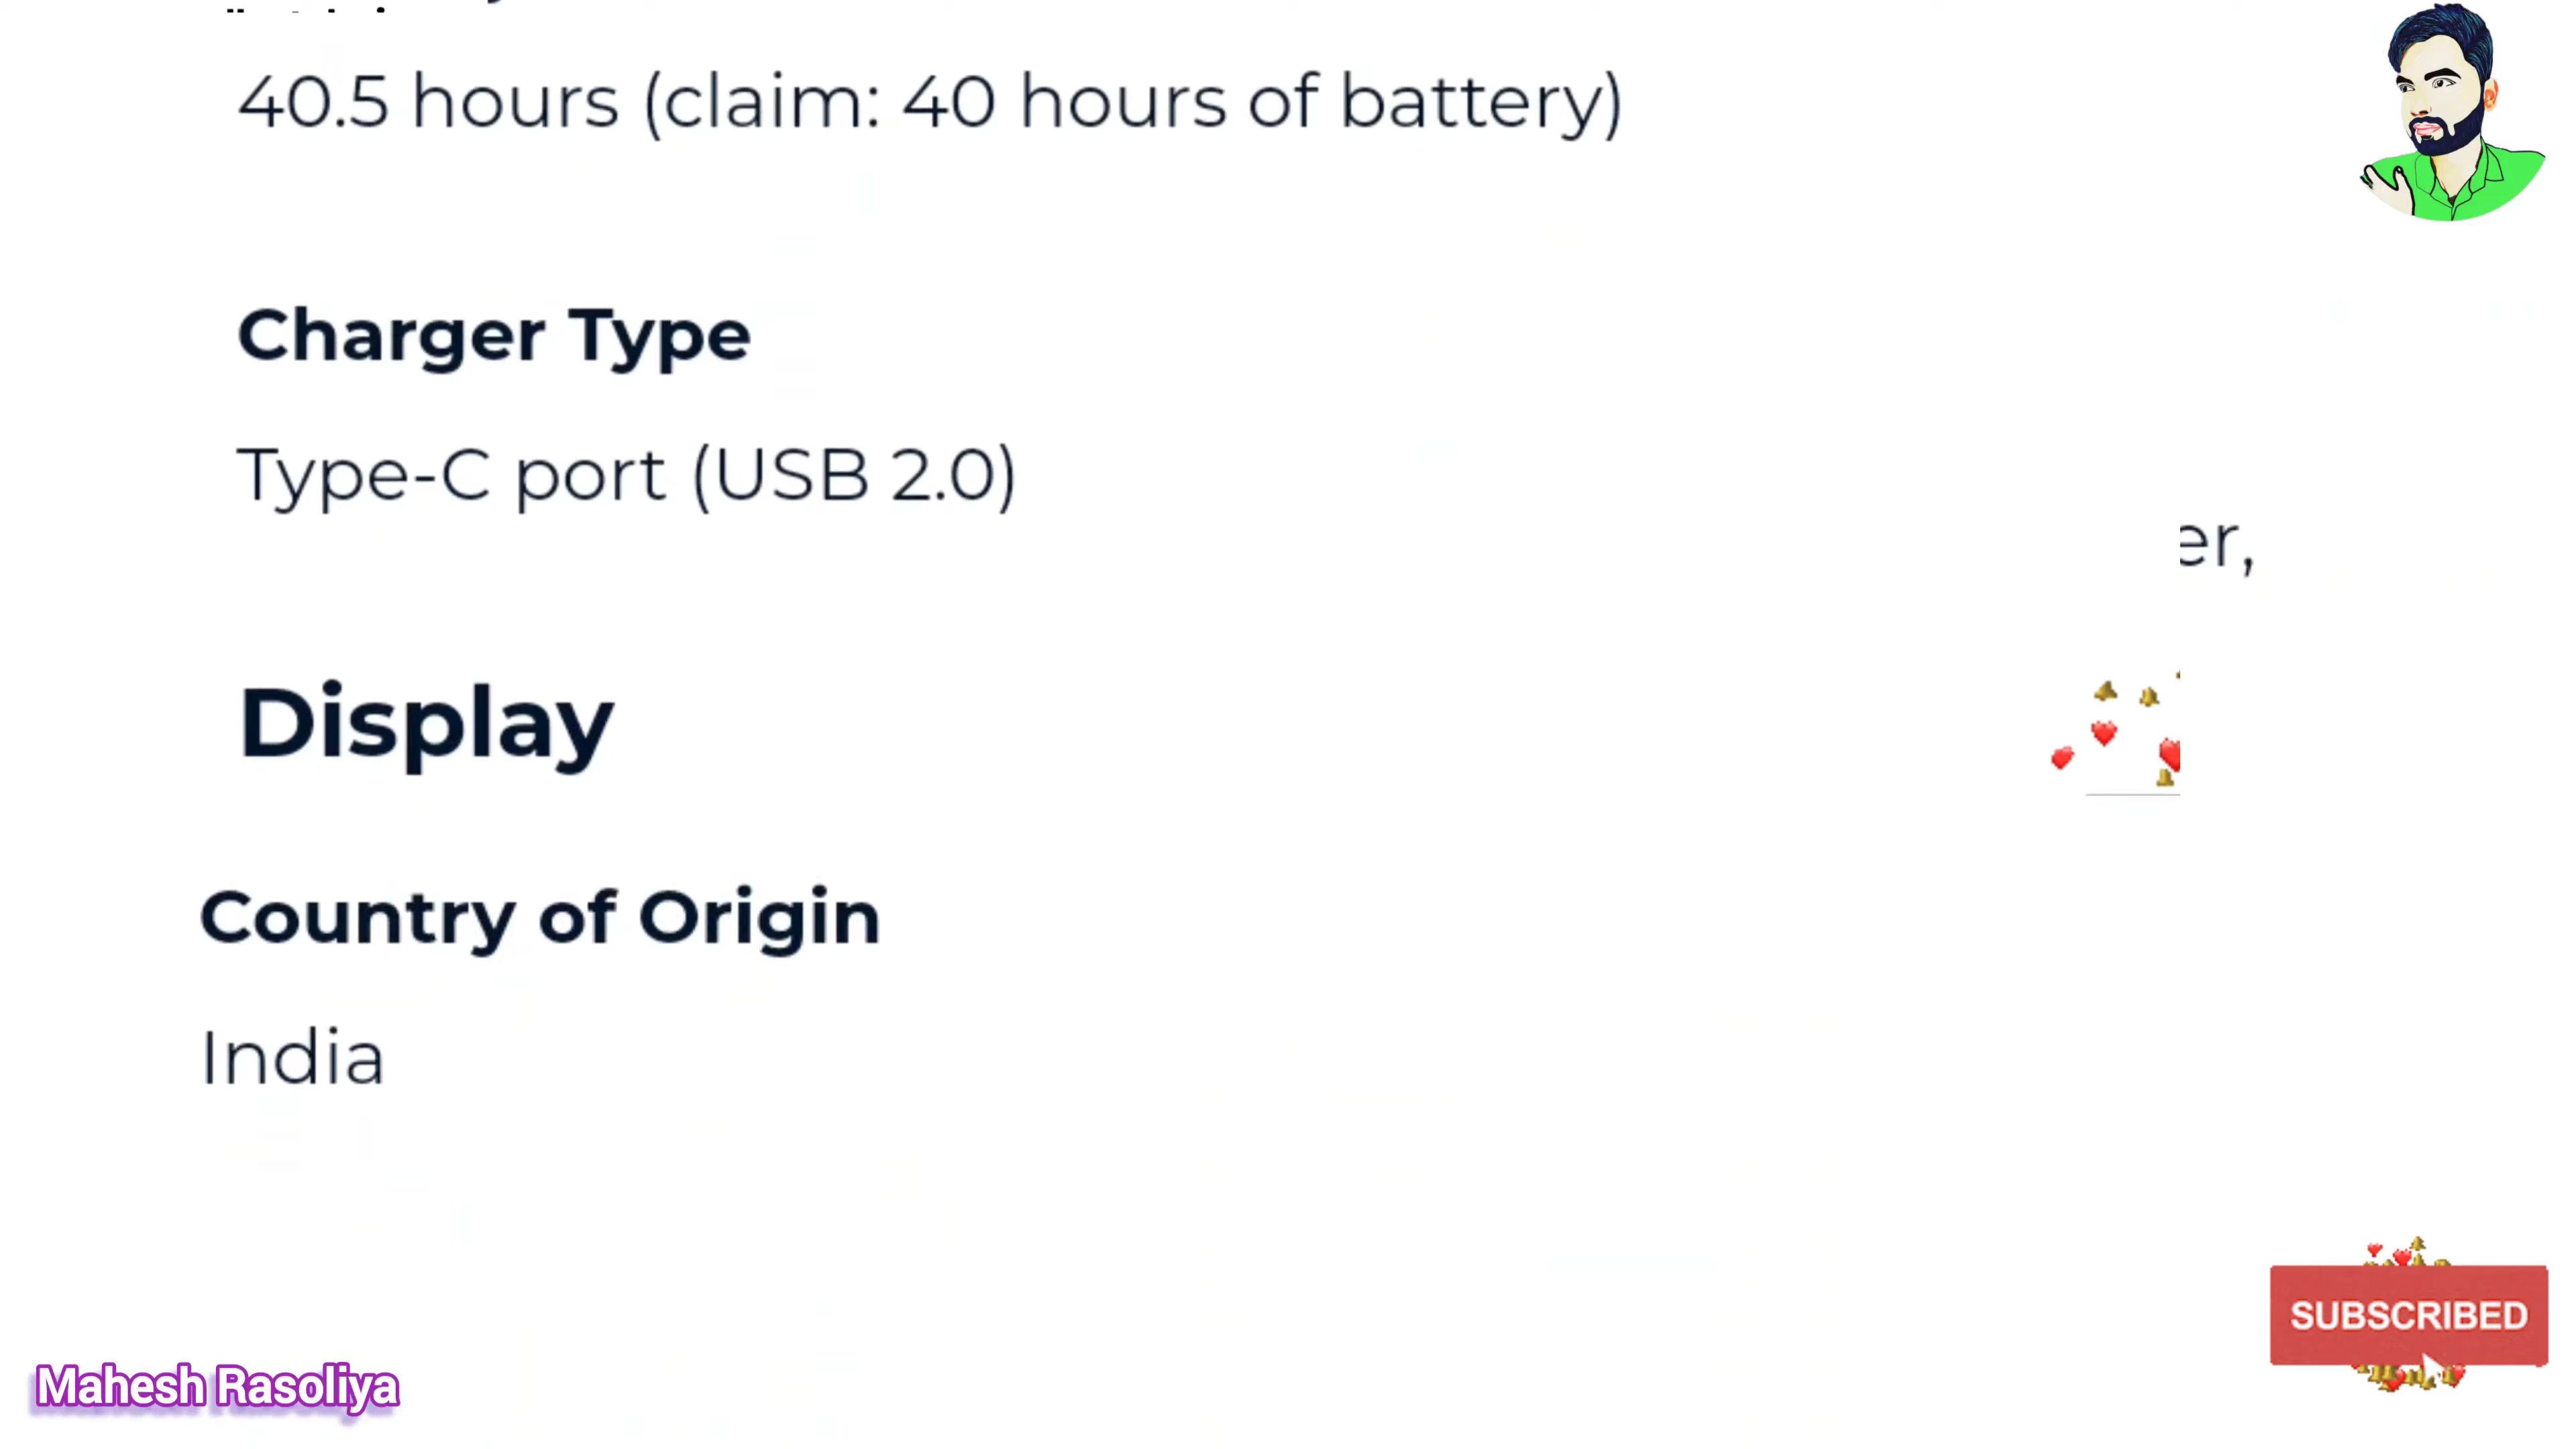 40.5 hours (claim: 40 hours of battery)
Charger Type
Type-C port (USB 2.0)
er,
Display
Country of Origin
India
SUBSCRIBED
Mahesh Rasoliya